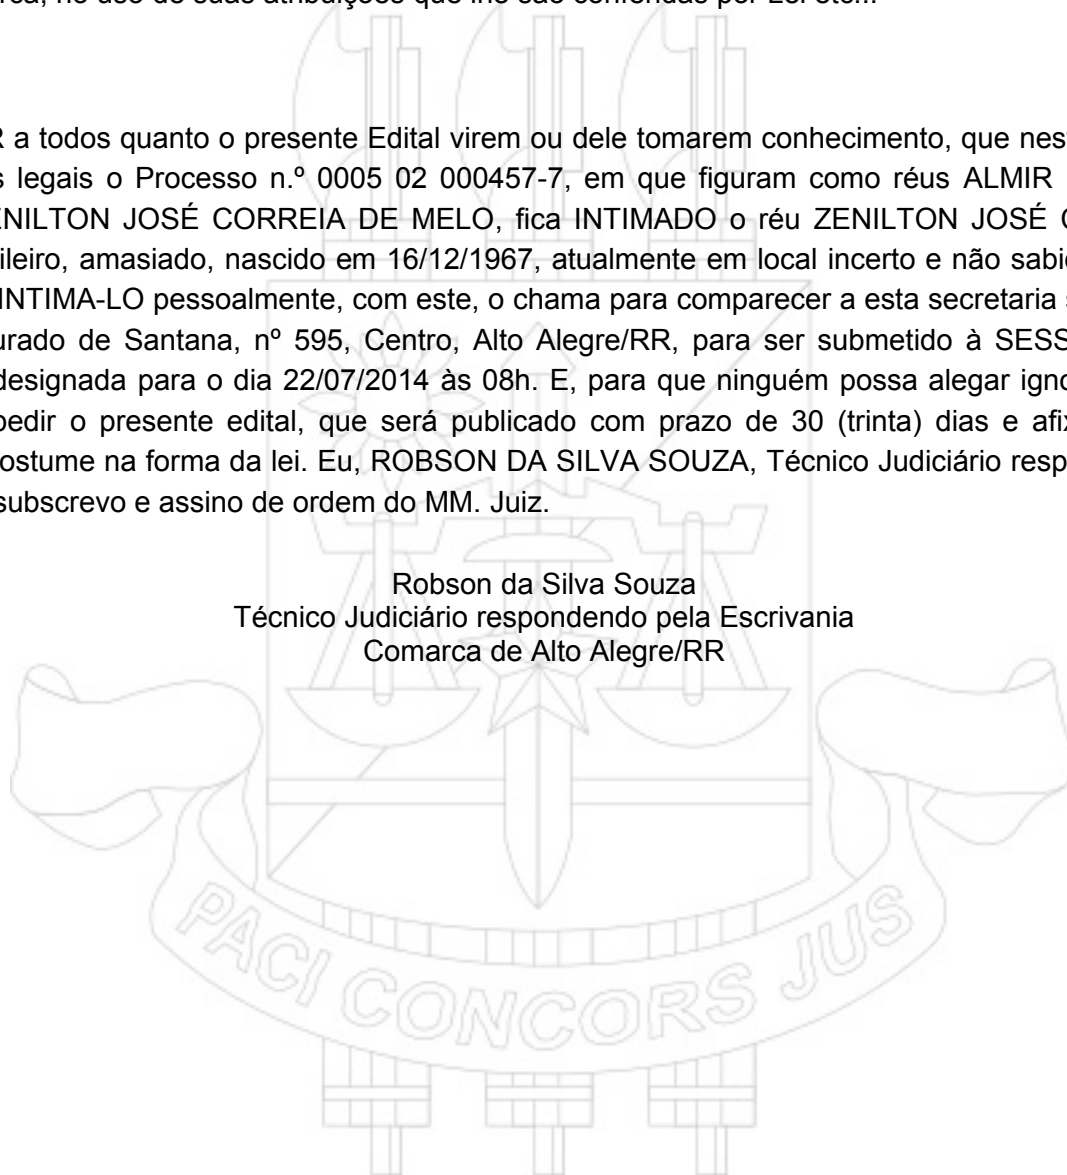 no uso de suas atribuições que lhe são conferidas por Lei etc...
R a todos quanto o presente Edital virem ou dele tomarem conhecimento, que nest
s legais o Processo n.º 0005 02 000457-7, em que figuram como réus ALMIR
ENILTON JOSÉ CORREIA DE MELO, fica INTIMADO o réu ZENILTON JOSÉ C
ileiro, amasiado, nascido em 16/12/1967, atualmente em local incerto e não sabi
INTIMA-LO pessoalmente, com este, o chama para comparecer a esta secretaria s
urado de Santana, nº 595, Centro, Alto Alegre/RR, para ser submetido à SESS
designada para o dia 22/07/2014 às 08h. E, para que ninguém possa alegar igno
pedir o presente edital, que será publicado com prazo de 30 (trinta) dias e afix
ostume na forma da lei. Eu, ROBSON DA SILVA SOUZA, Técnico Judiciário resp
subscrevo e assino de ordem do MM. Juiz.
Robson da Silva Souza
Técnico Judiciário respondendo pela Escrivania
Comarca de Alto Alegre/RR
PACI CONCORS JUS